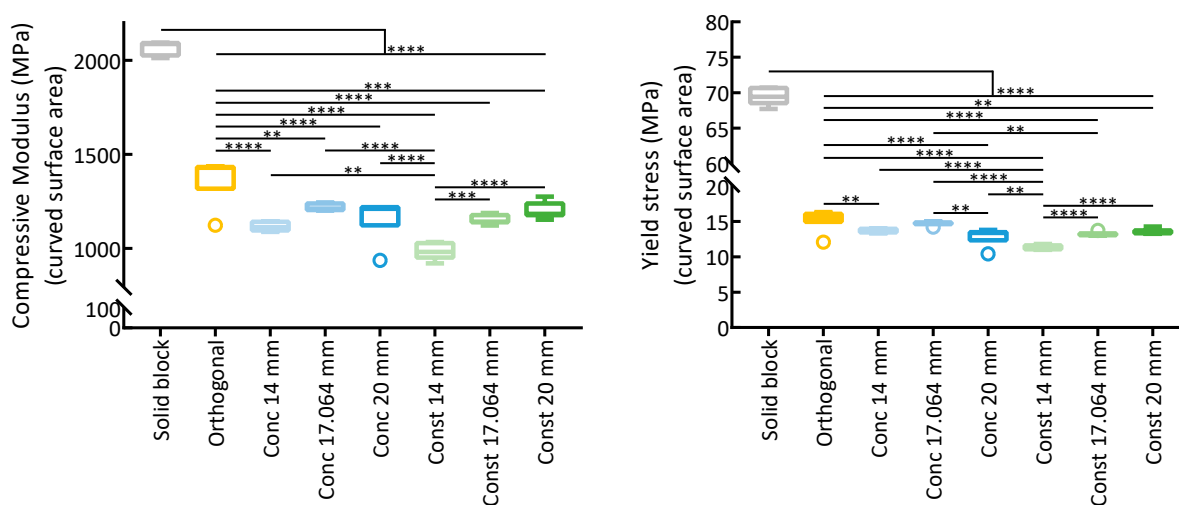 Compressive Modulus (MPa)
(curved surface area)
2000
1500
1000
100
0
****
***
****
****
****
**
****
****
****
**
****
***
Solid block
Orthogonal
Conc 14 mm
Conc 17.064 mm
Conc 20 mm
Const 14 mm
Const 17.064 mm
Const 20 mm
Yield stress (MPa)
(curved surface area)
80
75
70
65
60
20
15
10
5
0
****
**
****
**
****
****
****
****
**
****
**
**
****
Solid block
Orthogonal
Conc 14 mm
Conc 17.064 mm
Conc 20 mm
Const 14 mm
Const 17.064 mm
Const 20 mm